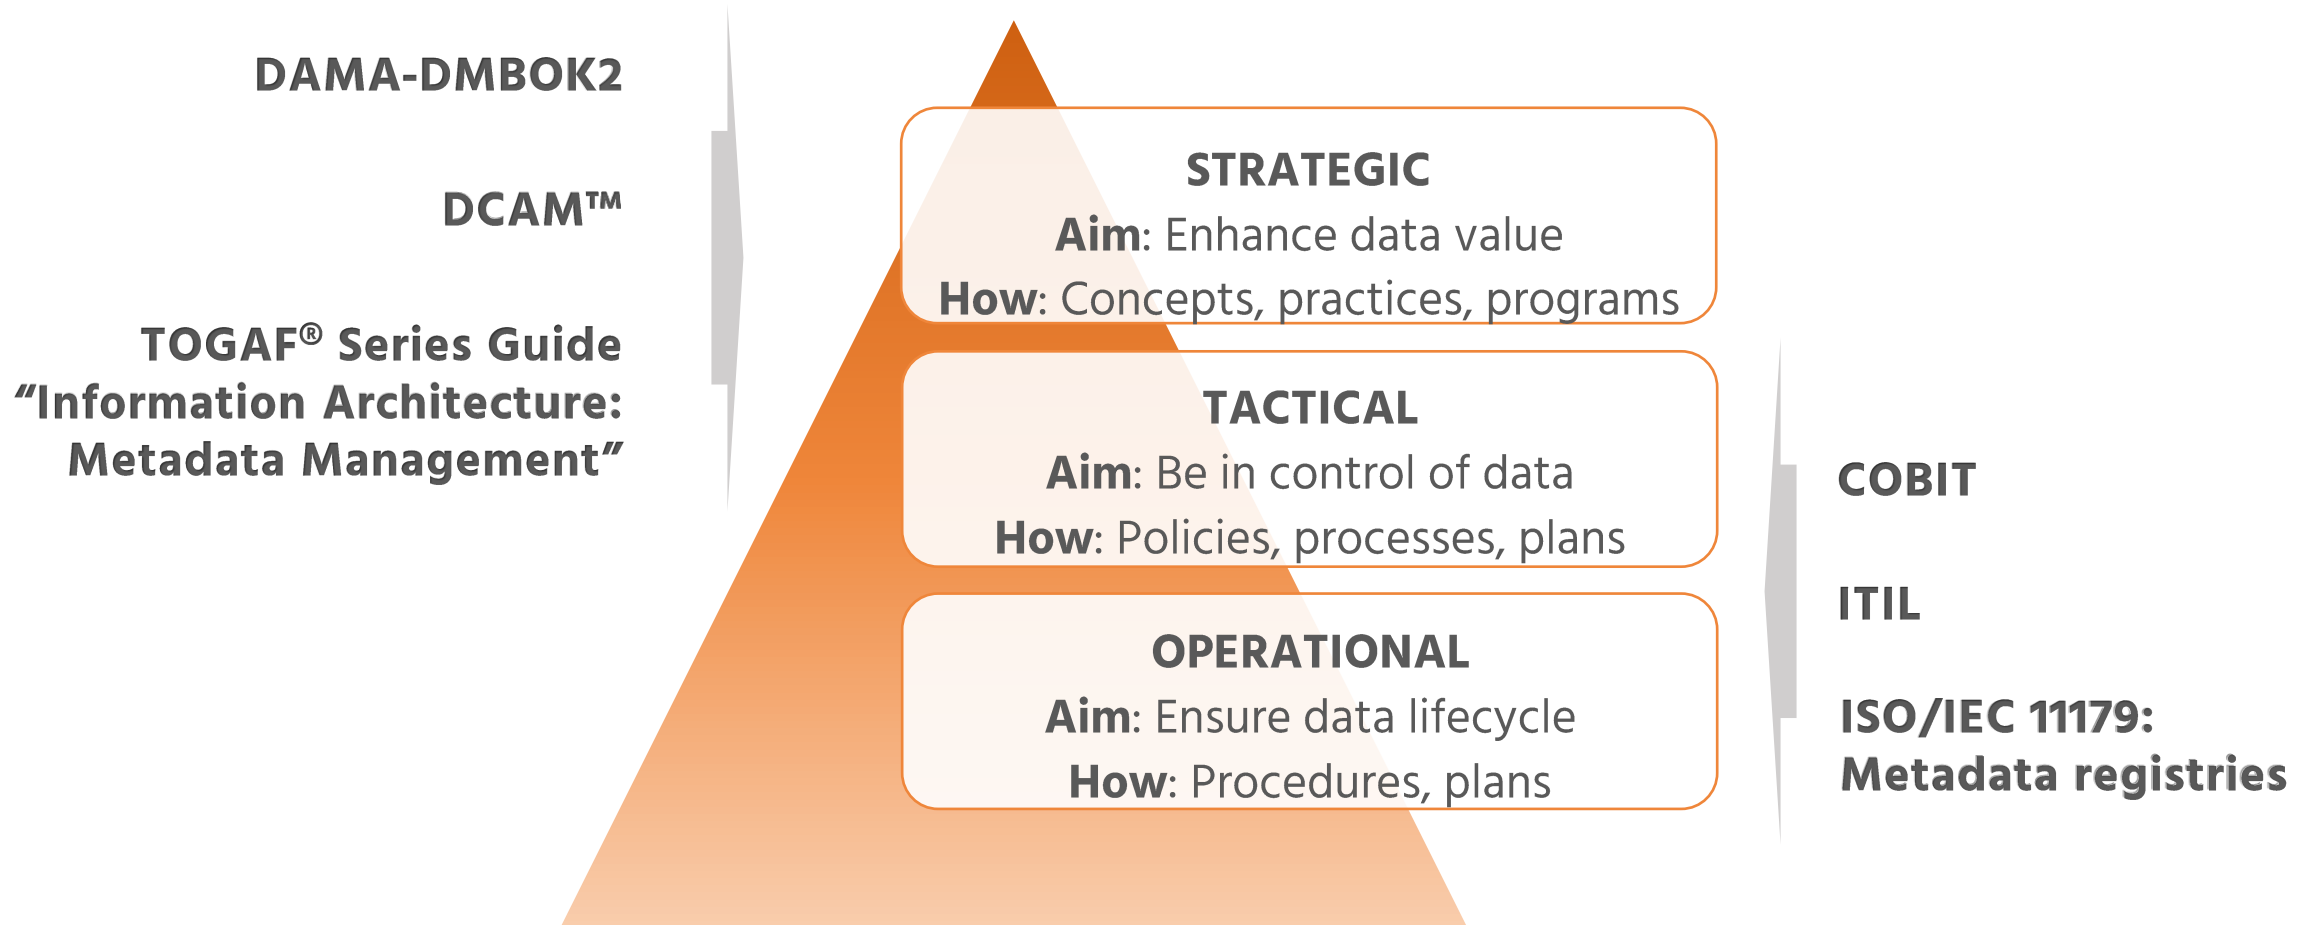 DAMA-DMBOK2
DCAM™
TOGAF® Series Guide
“Information Architecture:
Metadata Management”
STRATEGIC
Aim: Enhance data value
How: Concepts, practices, programs
TACTICAL
Aim: Be in control of data
How: Policies, processes, plans
OPERATIONAL
Aim: Ensure data lifecycle
How: Procedures, plans
COBIT
ITIL
ISO/IEC 11179:
Metadata registries